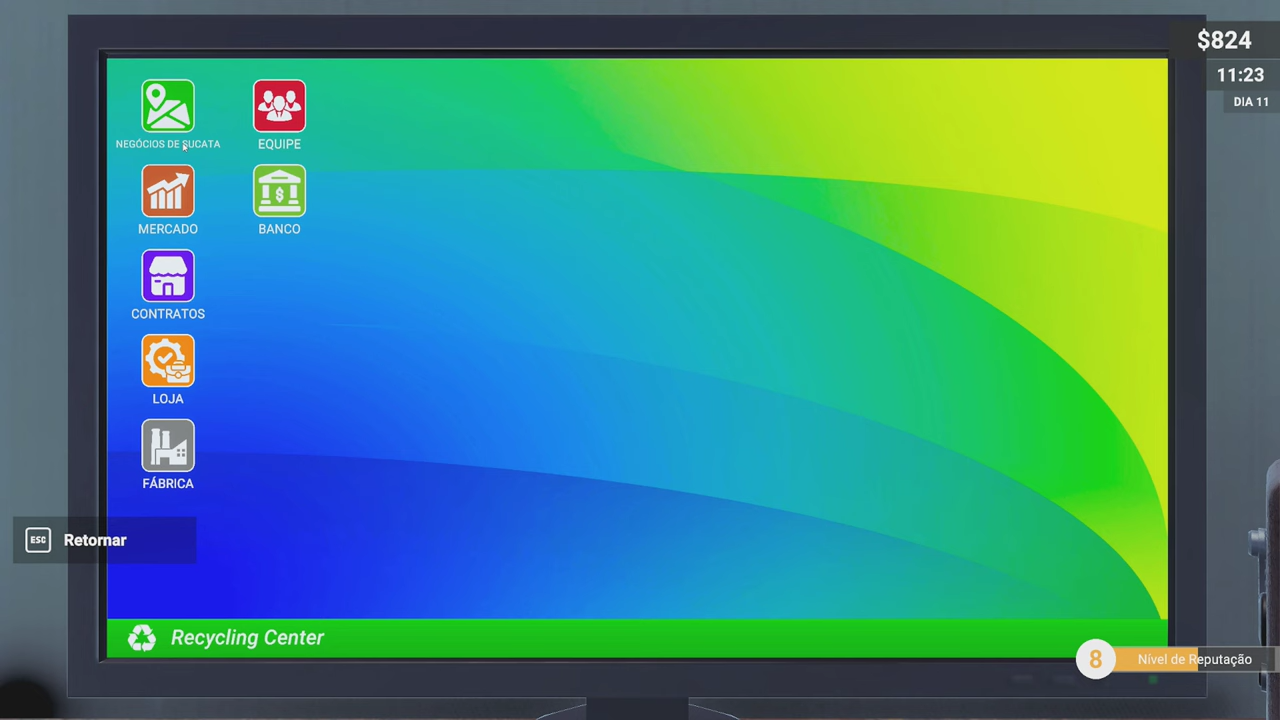 $824
11:23
DIA 11
NEGÓCIOS DE SUCATA
EQUIPE
MERCADO
BANCO
CONTRATOS
LOJA
FÁBRICA
ESC Retornar
Recycling Center
8 Nível de Reputação